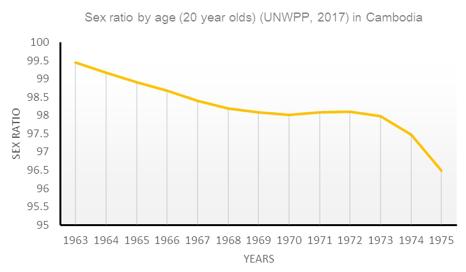 Sex ratio by age (20 year olds) (UNWPP, 2017) in Cambodia
100
99.5
99
98.5
98
97.5
97
96.5
96
95.5
95
SEX RATIO
1963 1964 1965 1966 1967 1968 1969 1970 1971 1972 1973 1974 1975
YEARS